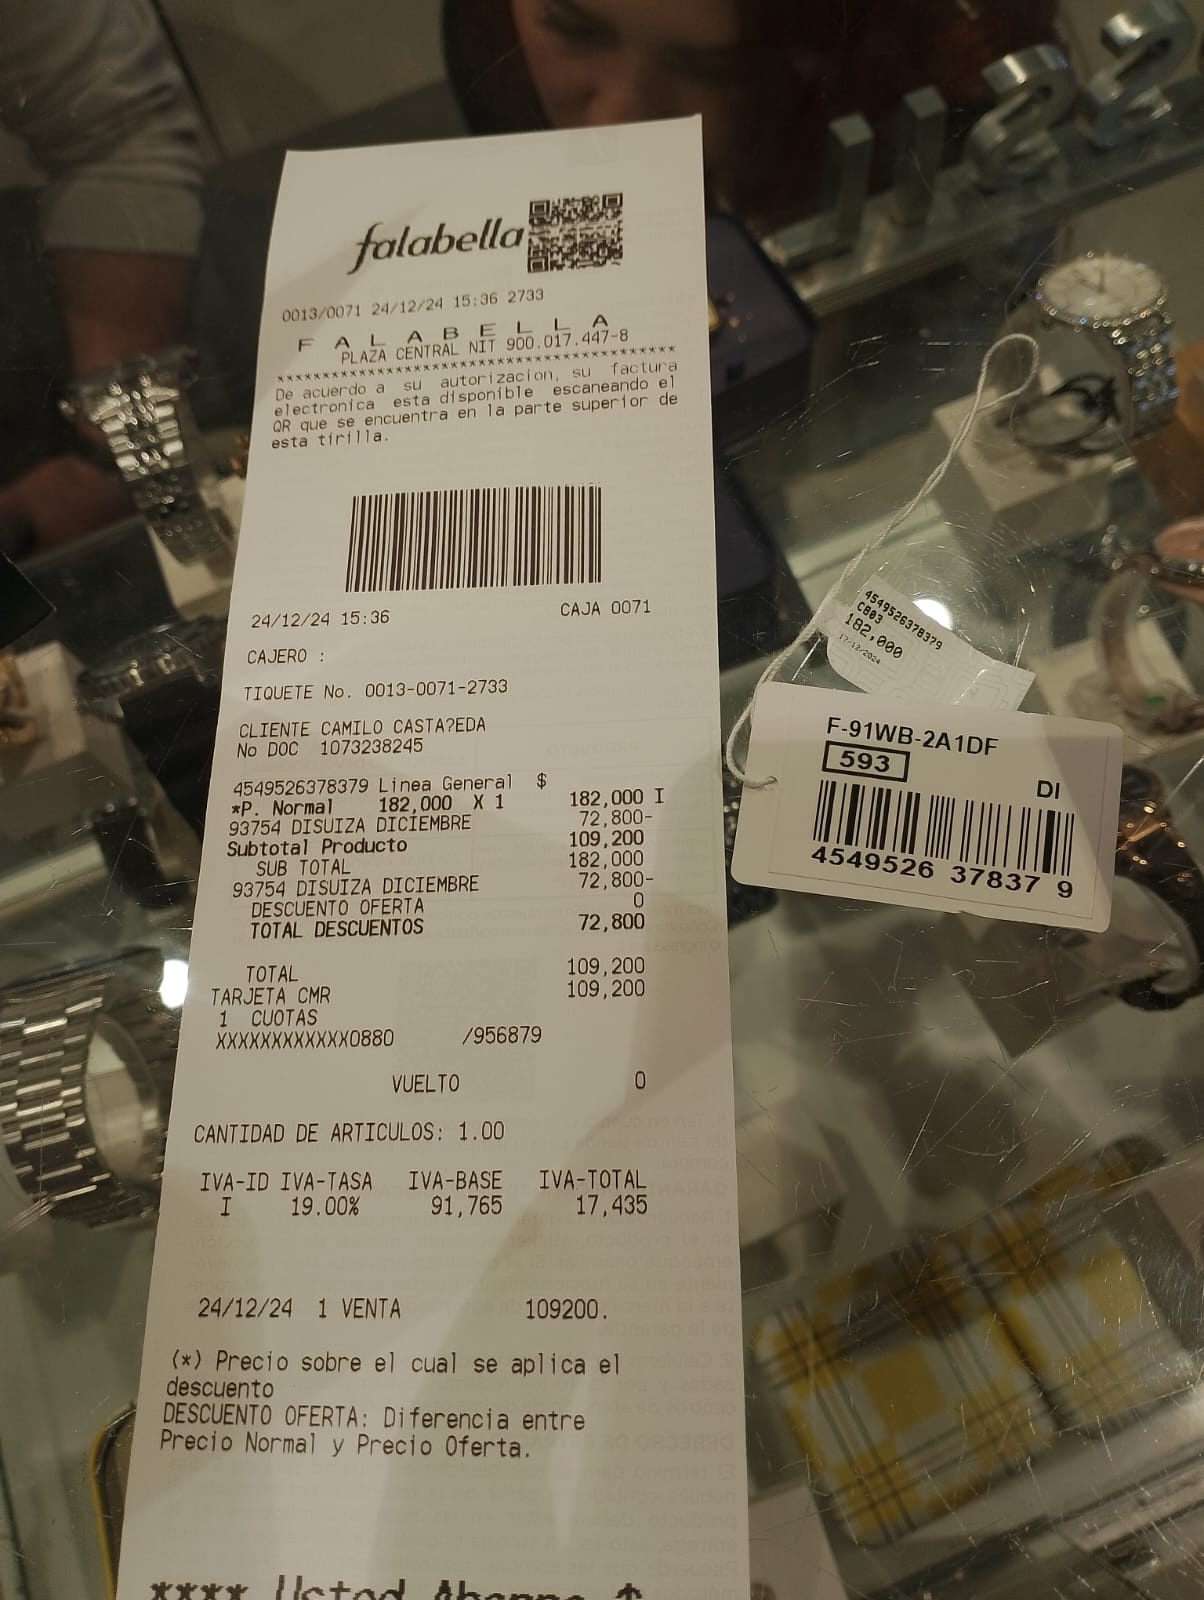 falabella
0013/0071 24/12/24 15:36 2733
F A L A B E L L A
PLAZA CENTRAL NIT 900.017.447-8
****************************************
De acuerdo a su autorizacion, su factura
electronica esta disponible escaneando el
QR que se encuentra en la parte superior de
esta tirilla.
24/12/24 15:36 CAJA 0071
CAJERO :
TIQUETE No. 0013-0071-2733
CLIENTE CAMILO CASTA?EDA
No DOC 1073238245
4549526378379 Linea General $
*P. Normal 182,000 X 1 182,000 I
93754 DISUIZA DICIEMBRE 72,800-
Subtotal Producto 109,200
SUB TOTAL 182,000
93754 DISUIZA DICIEMBRE 72,800-
DESCUENTO OFERTA 0
TOTAL DESCUENTOS 72,800
TOTAL 109,200
TARJETA CMR 109,200
1 CUOTAS
XXXXXXXXXXXX0880 /956879
VUELTO 0
CANTIDAD DE ARTICULOS: 1.00
IVA-ID IVA-TASA IVA-BASE IVA-TOTAL
I 19.00% 91,765 17,435
24/12/24 1 VENTA 109200.
(*) Precio sobre el cual se aplica el
descuento
DESCUENTO OFERTA: Diferencia entre
Precio Normal y Precio Oferta.
**** Usted Ahorro
4549526378379
C803
182,000
17/12/2024
F-91WB-2A1DF
593
DI
4549526 37837 9
1122